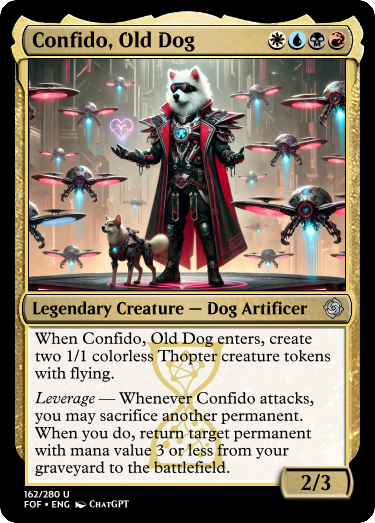 Confido, Old Dog
Legendary Creature — Dog Artificer
When Confido, Old Dog enters, create
two 1/1 colorless Thopter creature tokens
with flying.
Leverage — Whenever Confido attacks,
you may sacrifice another permanent.
When you do, return target permanent
with mana value 3 or less from your
graveyard to the battlefield.
2/3
162/280 U
FOF • ENG ChatGPT